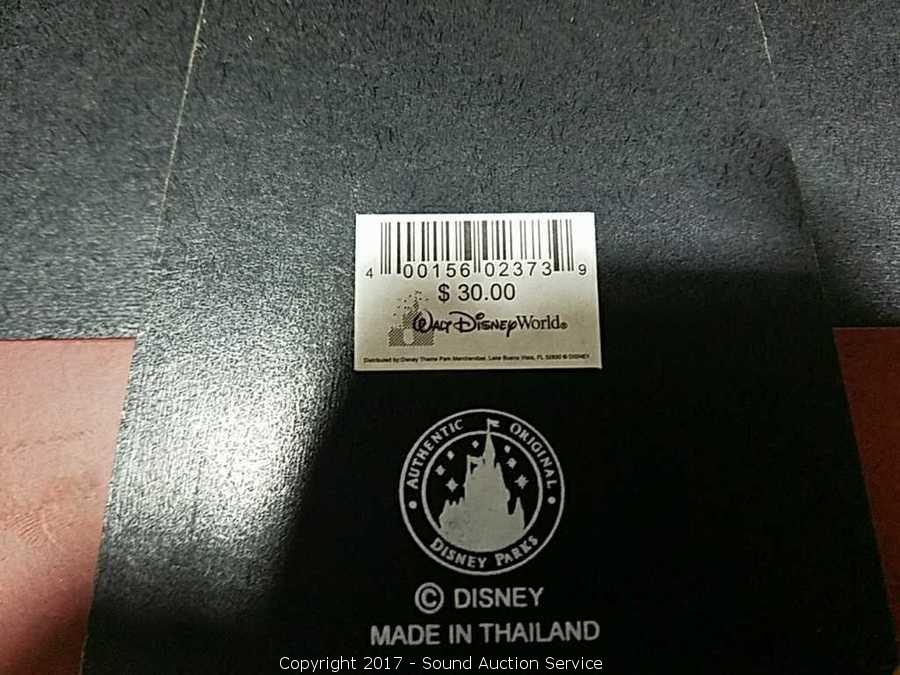 4 00156 02373 9
$ 30.00
WALT DISNEY World®
Distributed by Disney Theme Park Merchandise, Lake Buena Vista, FL 32830 © DISNEY
AUTHENTIC ORIGINAL
DISNEY PARKS
© DISNEY
MADE IN THAILAND
Copyright 2017 - Sound Auction Service